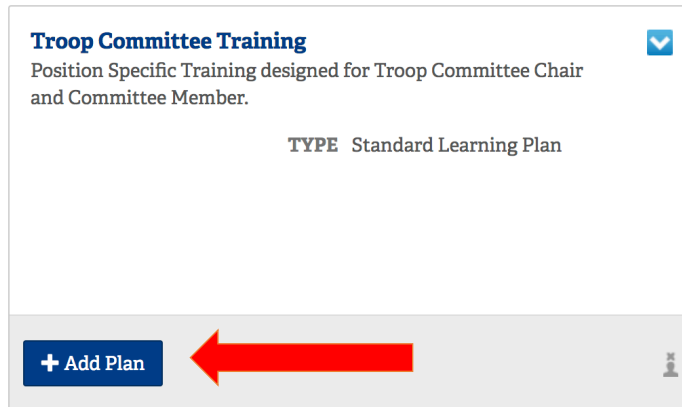 Troop Committee Training
Position Specific Training designed for Troop Committee Chair
and Committee Member.
TYPE Standard Learning Plan
+ Add Plan